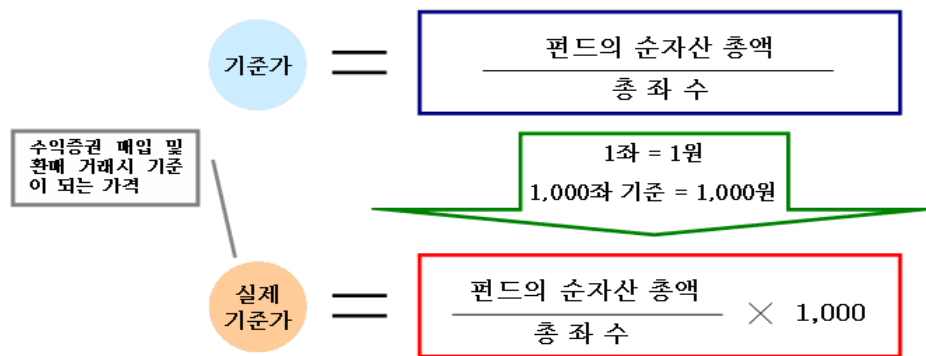 기준가
=
펀드의 순자산 총액
총 좌 수
수익증권 매입 및
환매 거래시 기준
이 되는 가격
1좌 = 1원
1,000좌 기준 = 1,000원
실제
기준가
=
펀드의 순자산 총액
총 좌 수
× 1,000